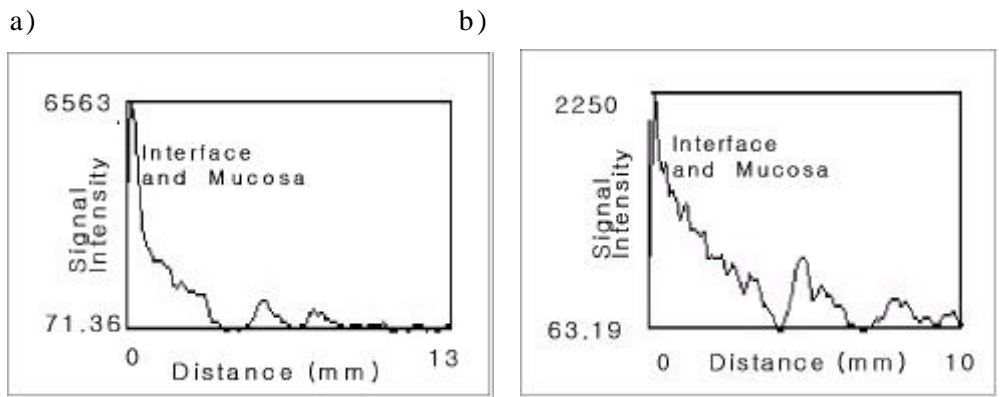 a)
6563
Interface
and Mucosa
Signal
Intensity
71.36
0
13
Distance (mm)
b)
2250
Interface
and Mucosa
Signal
Intensity
63.19
0
Distance (mm)
10